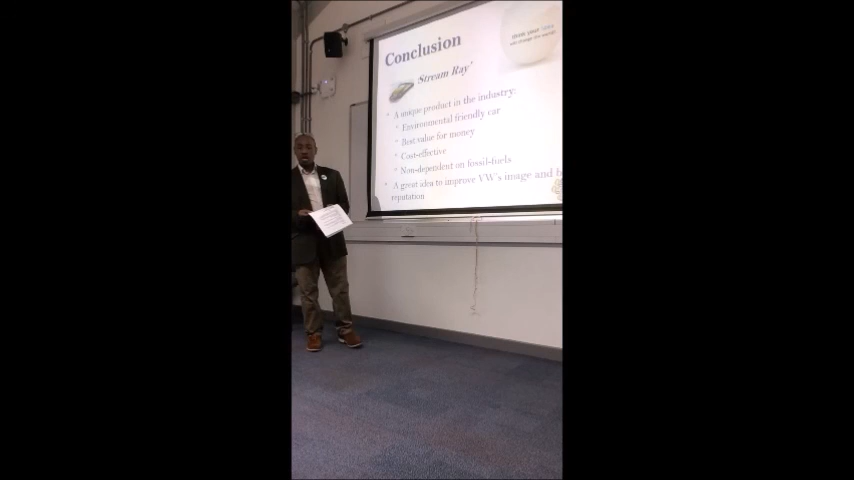 Conclusion
'Stream Ray'
A unique product in the industry:
Environmental friendly car
Best value for money
Cost-effective
Non-dependent on fossil-fuels
A great idea to improve VW's image and
reputation